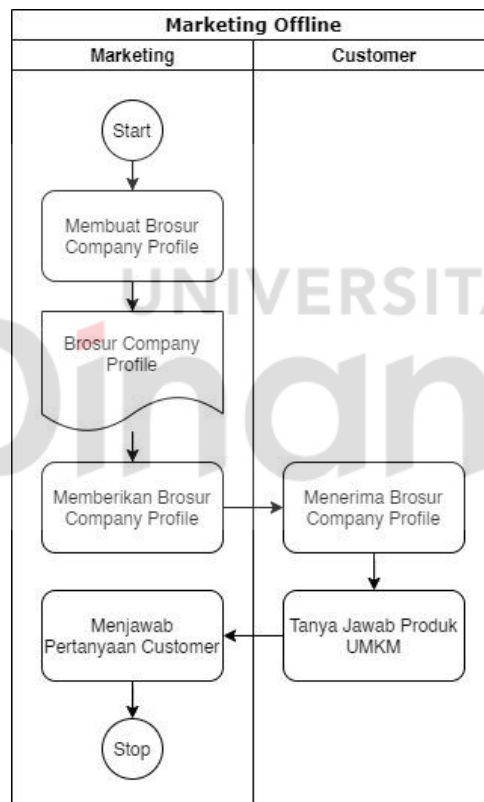 Marketing Offline
Marketing
Customer
Start
Membuat Brosur
Company Profile
UNIVERSITA
Dinam
Brosur Company
Profile
Memberikan Brosur
Company Profile
Menerima Brosur
Company Profile
Menjawab
Pertanyaan Customer
Tanya Jawab Produk
UMKM
Stop